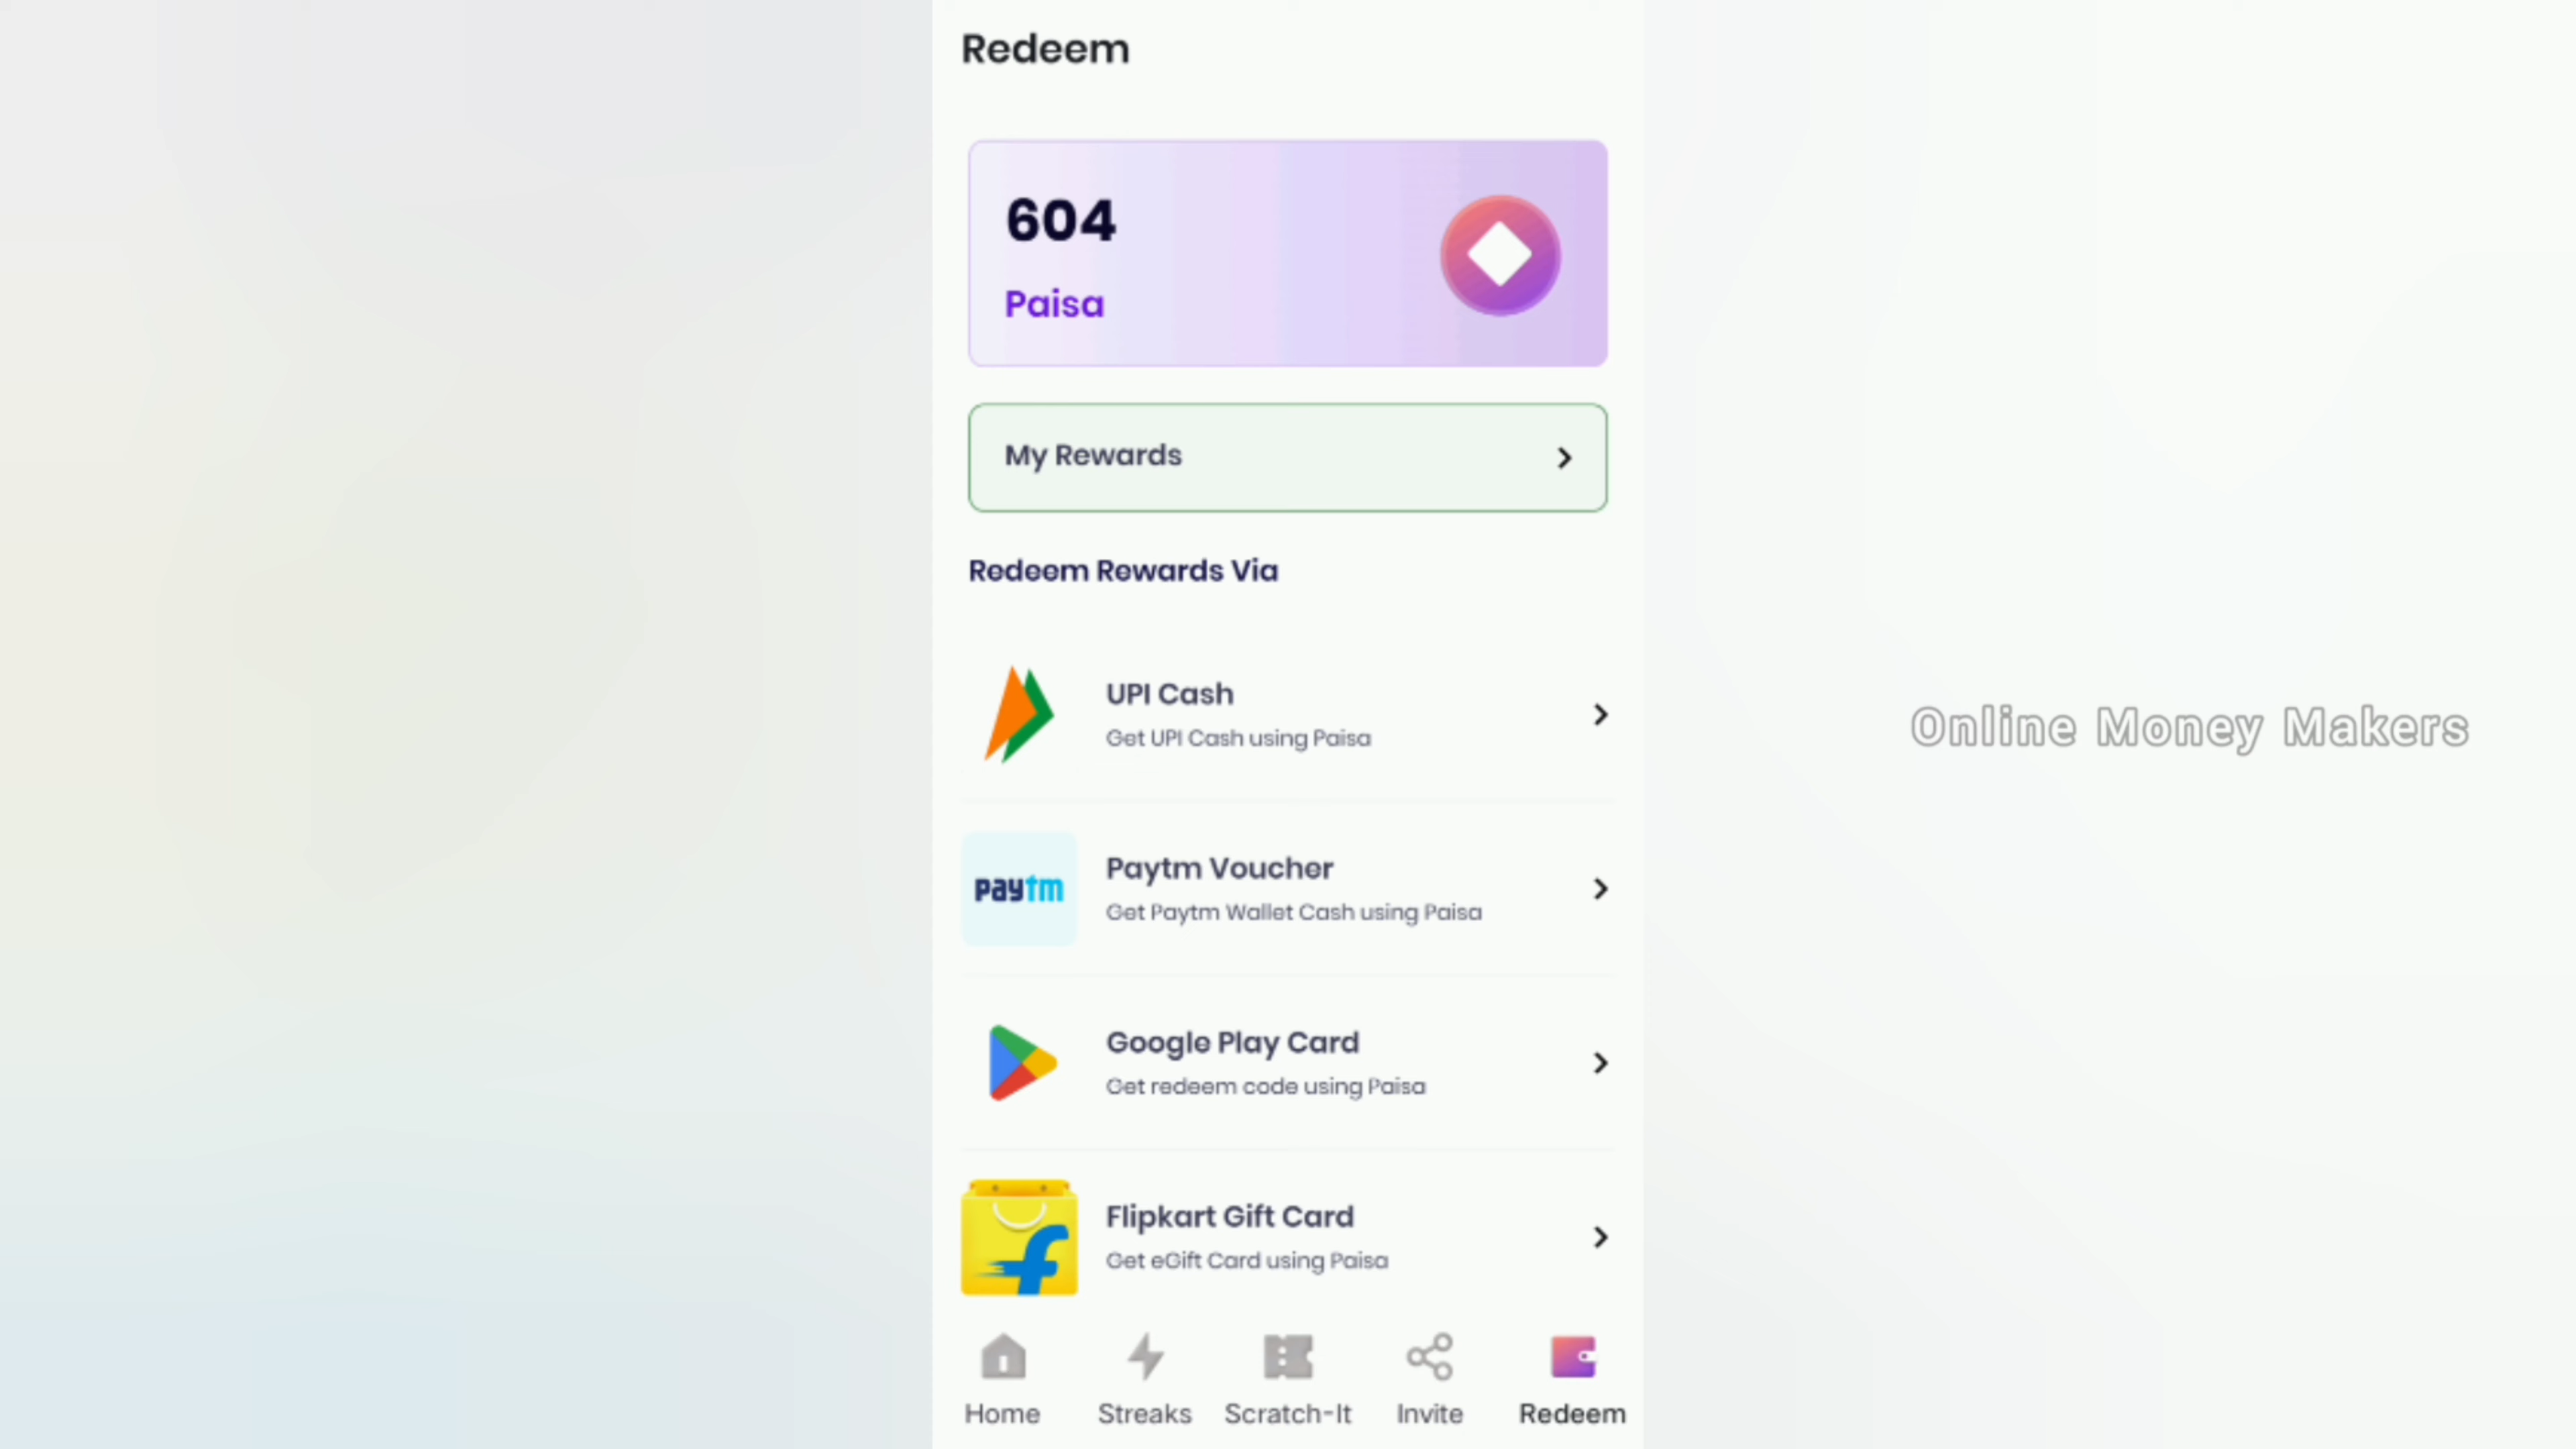 Redeem
604
Paisa
My Rewards
Redeem Rewards Via
UPI Cash
Get UPI Cash using Paisa
paytm
Paytm Voucher
Get Paytm Wallet Cash using Paisa
Google Play Card
Get redeem code using Paisa
f
Flipkart Gift Card
Get eGift Card using Paisa
Home
Streaks
Scratch-It
Invite
Redeem
Online Money Makers